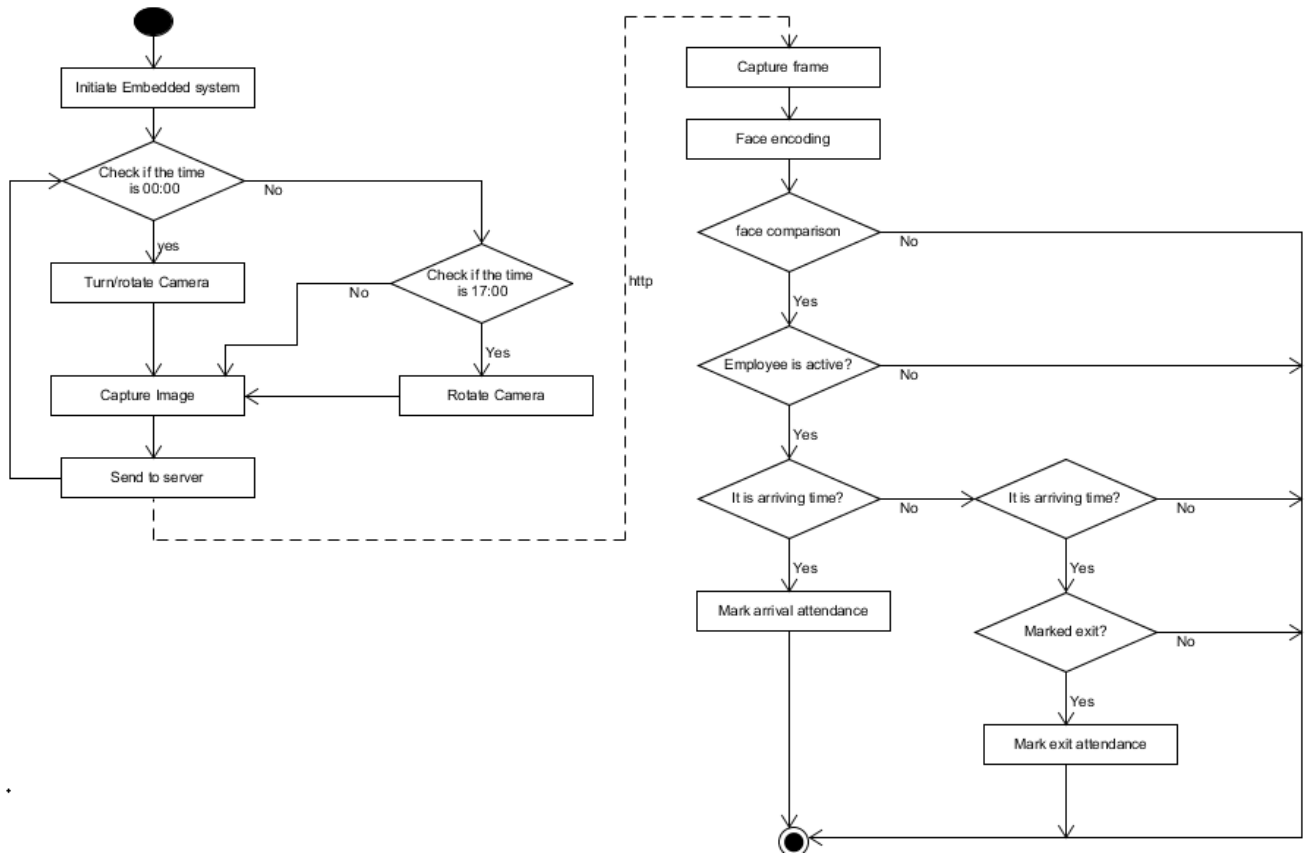 Initiate Embedded system
Check if the time
is 00:00
No
yes
Turn/rotate Camera
Check if the time
is 17:00
No
Yes
Capture Image
Rotate Camera
Send to server
http
Capture frame
Face encoding
face comparison
No
Yes
Employee is active?
No
Yes
It is arriving time?
No
It is arriving time?
No
Yes
Yes
Mark arrival attendance
Marked exit?
No
Yes
Mark exit attendance